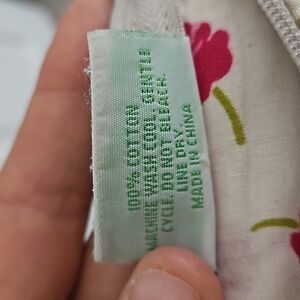 100% COTTON
MACHINE WASH COOL, GENTLE
CYCLE. DO NOT BLEACH.
LINE DRY.
MADE IN CHINA